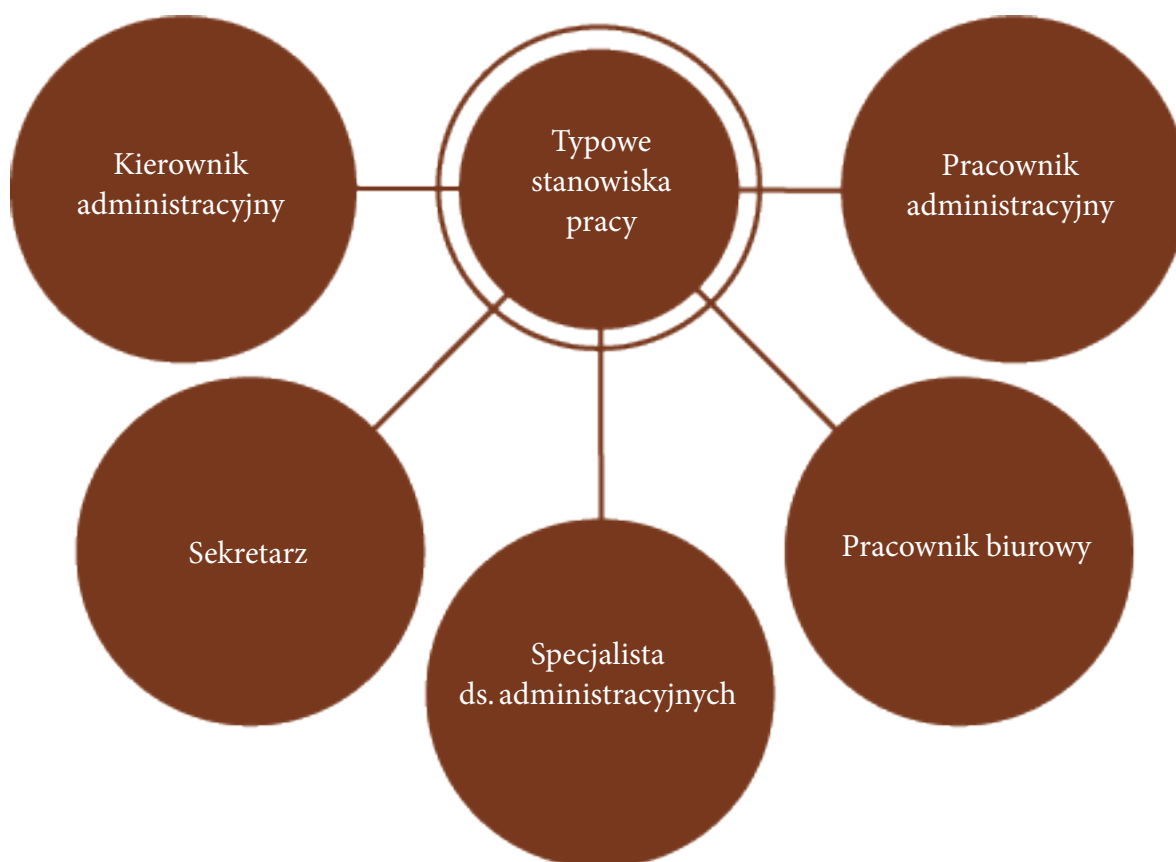 Typowe
stanowiska
pracy
Kierownik
administracyjny
Pracownik
administracyjny
Sekretarz
Pracownik biurowy
Specjalista
ds. administracyjnych